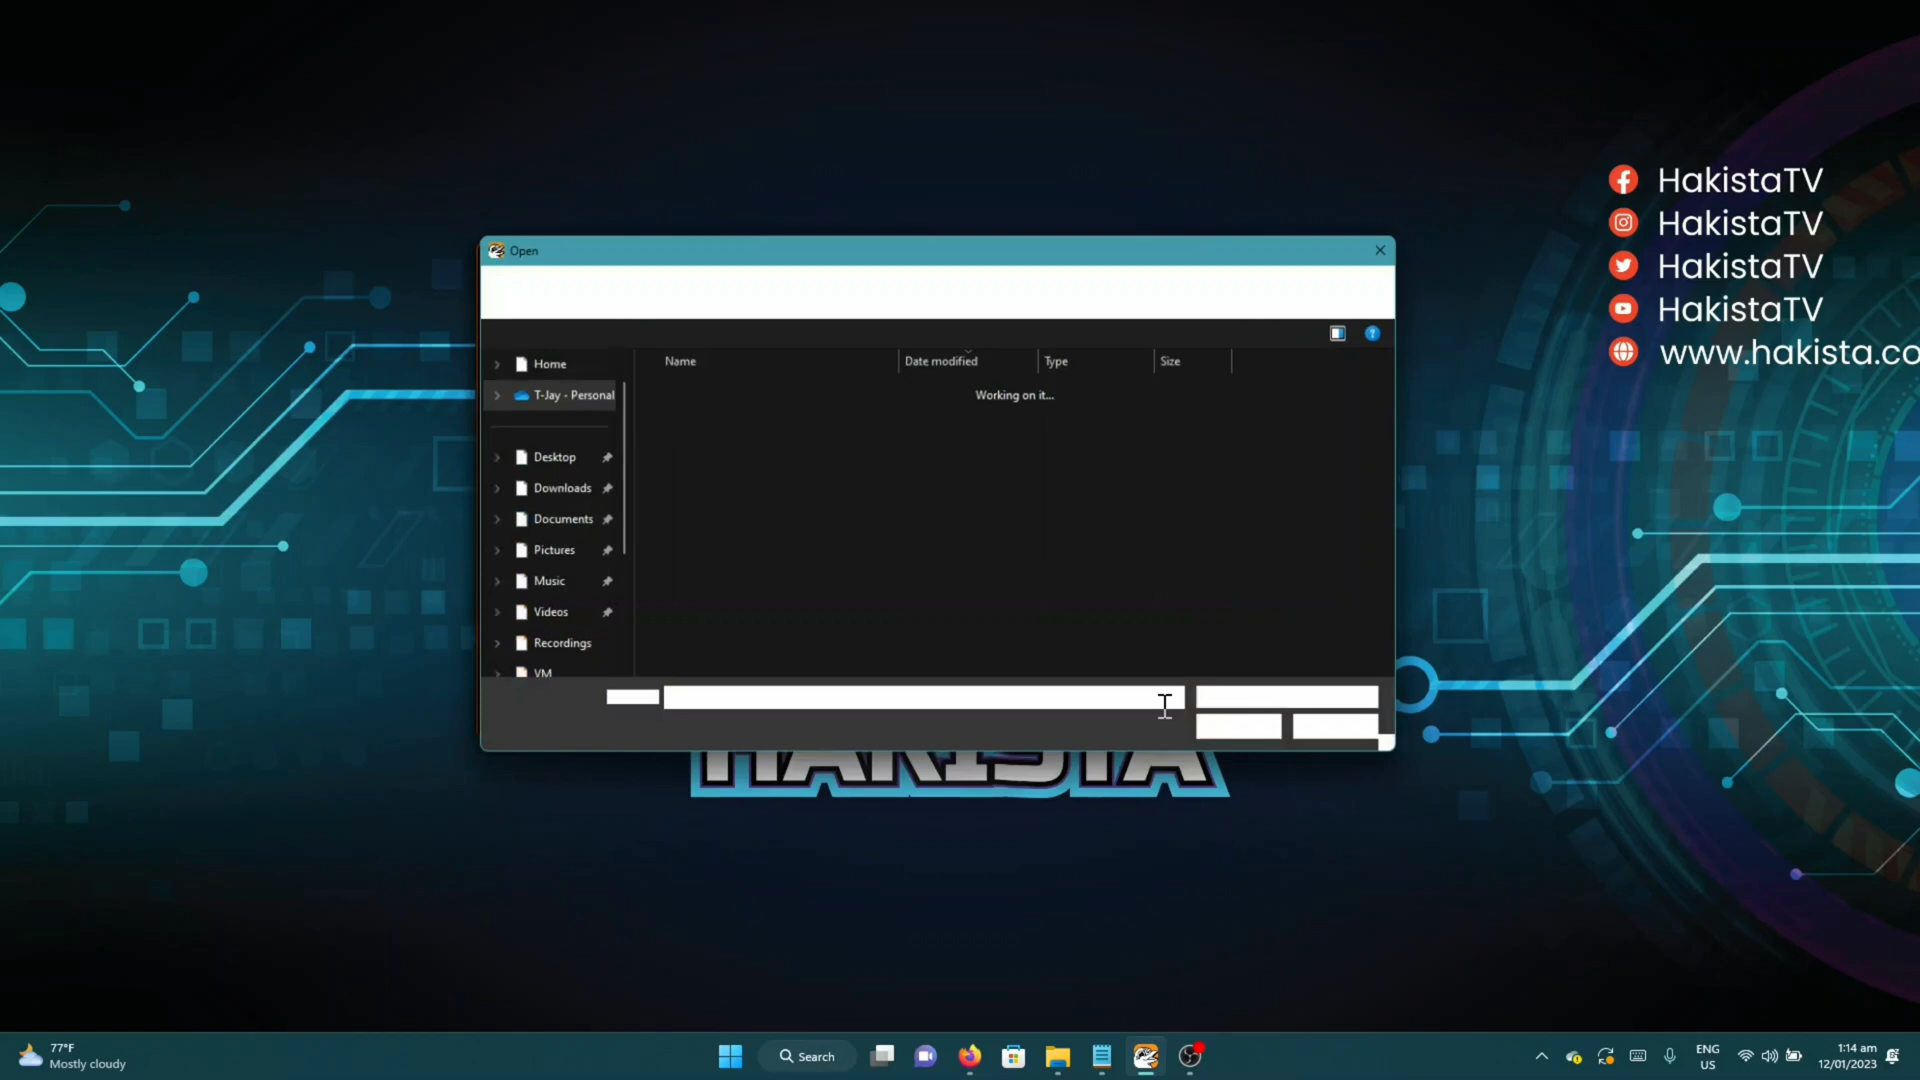 HakistaTV
HakistaTV
HakistaTV
HakistaTV
www.hakista.co
Open
Home
T-Jay - Personal
Desktop
Downloads
Documents
Pictures
Music
Videos
Recordings
VM
Name
Date modified
Type
Size
Working on it...
HAKISTA
77°F
Mostly cloudy
Search
ENG
US
1:14 am
12/01/2023